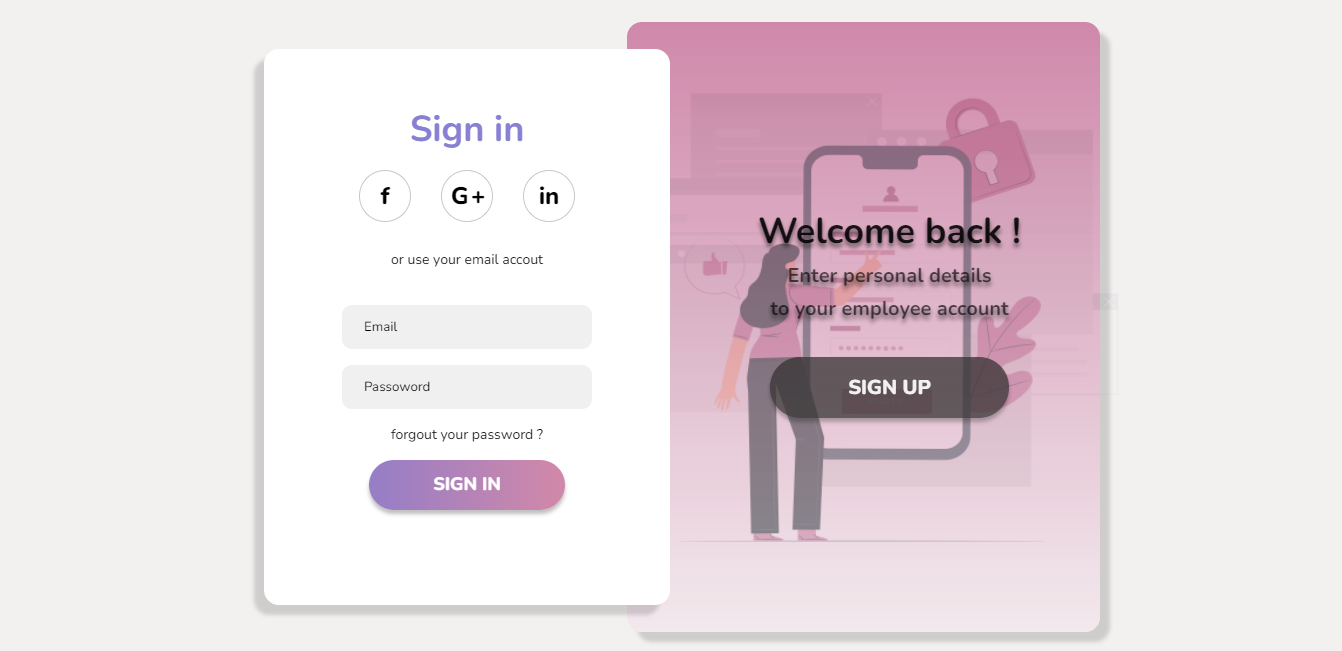 Sign in
f G+ in
or use your email accout
Email
Passoword
forgout your password ?
SIGN IN
Welcome back !
Enter personal details
to your employee account
SIGN UP